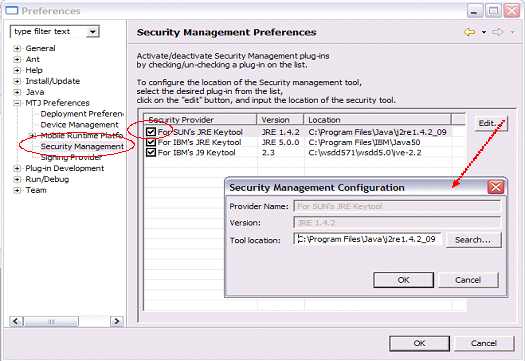 Preferences
type filter text
General
Ant
Help
Install/Update
Java
MTJ Preferences
Deployment Preferenc
Device Management
Mobile Runtime Platfo
Security Management
Signing Provider
Plug-in Development
Run/Debug
Team
Security Management Preferences
Activate/deactivate Security Management plug-ins
by checking/un-checking a plug-in on the list.
To configure the location of the Security management tool,
select the desired plug-in from the list,
click on the "edit" button, and input the location of the security tool.
Security Provider Version Location
For SUN's JRE Keytool JRE 1.4.2 C:\Program Files\Java\j2re1.4.2_09
For IBM's JRE Keytool JRE 5.0.0 C:\Program Files\IBM\Java50
For IBM's J9 Keytool 2.3 C:\wsdd571\wsdd5.0\ive-2.2
Edit...
Security Management Configuration
Provider Name: For SUN's JRE Keytool
Version: JRE 1.4.2
Tool location: C:\Program Files\Java\j2re1.4.2_09 Search...
OK Cancel
OK Cancel